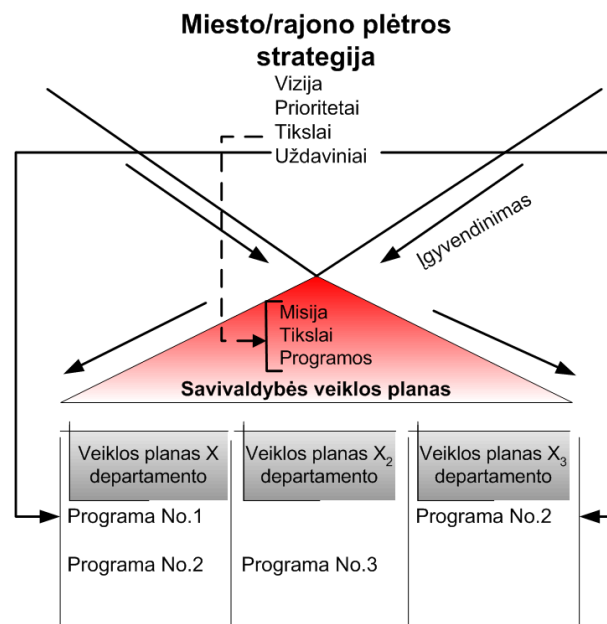 Miesto/rajono plėtros
strategija
Vizija
Prioritetai
Tikslai
Uždaviniai
Įgyvendinimas
Misija
Tikslai
Programos
Savivaldybės veiklos planas
Veiklos planas X
departamento
Veiklos planas X2
departamento
Veiklos planas X3
departamento
Programa No.1
Programa No.2
Programa No.2
Programa No.3